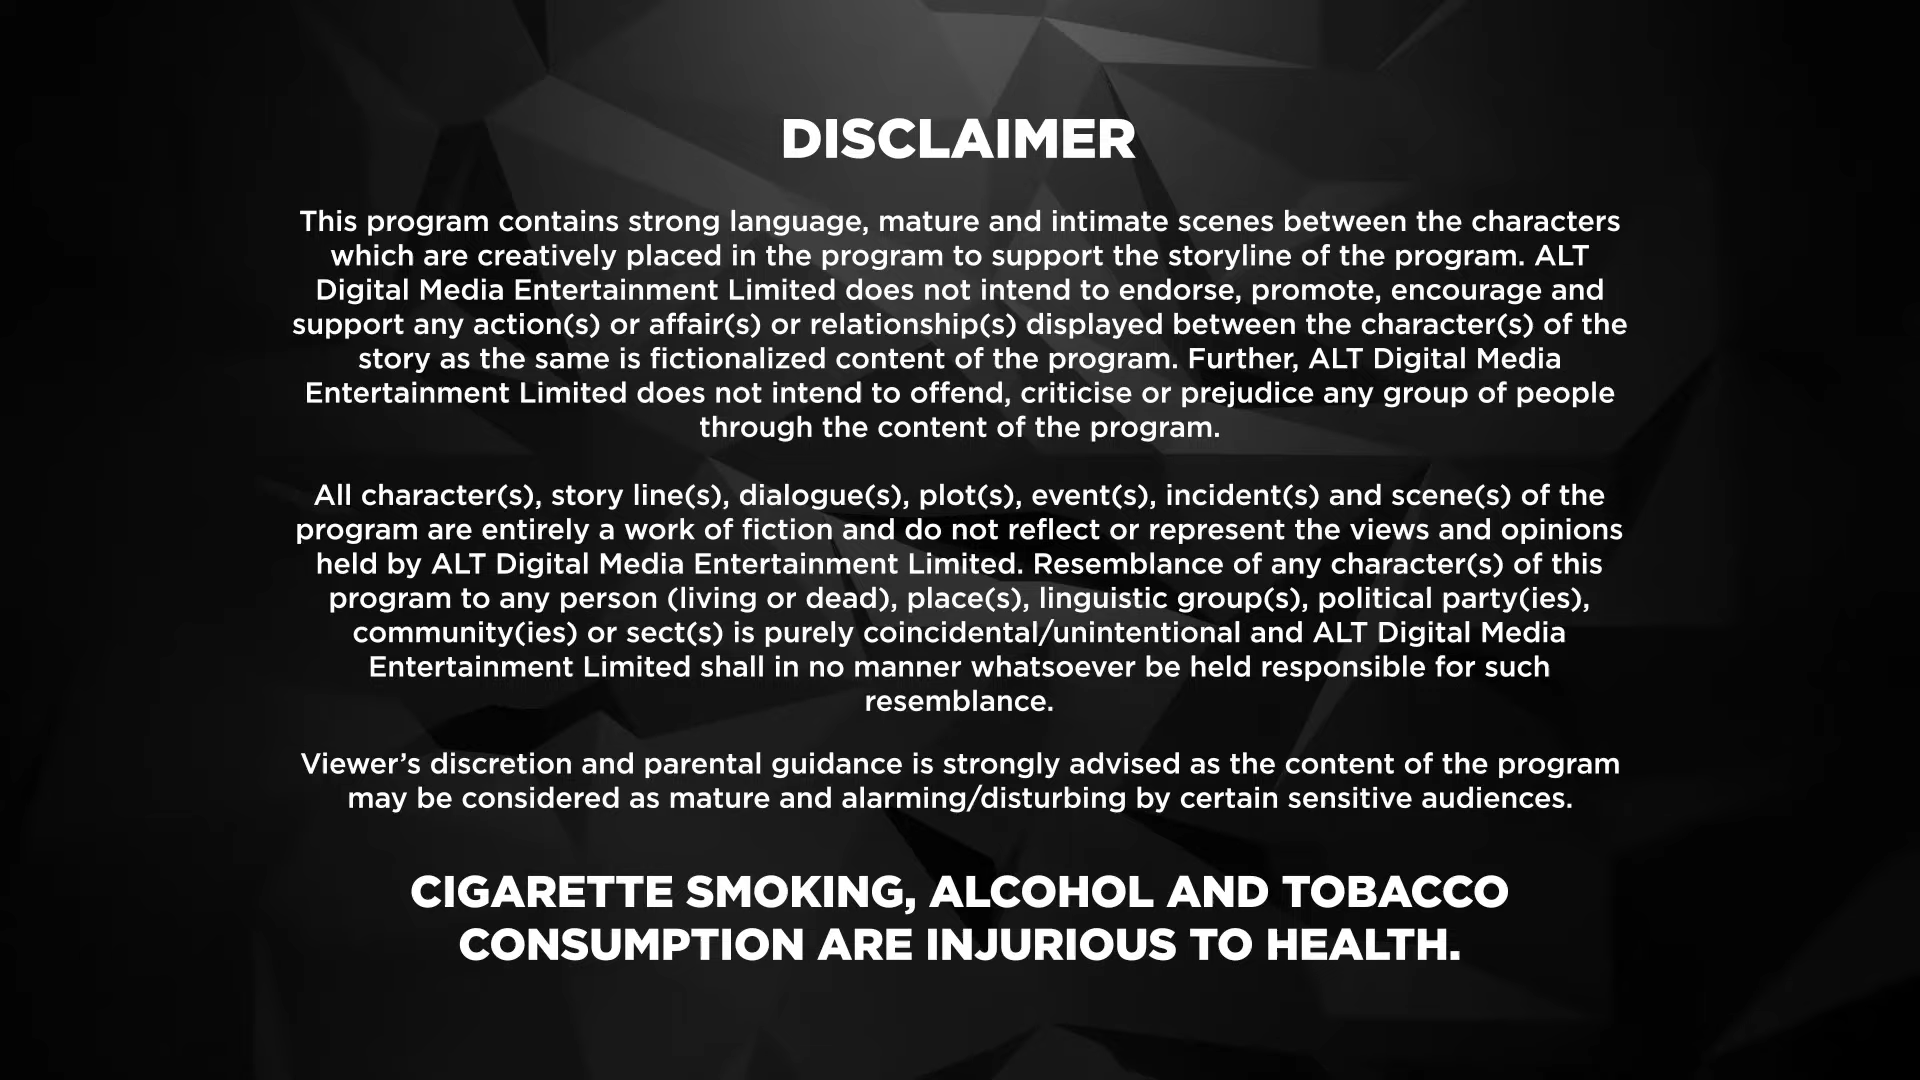 DISCLAIMER
This program contains strong language, mature and intimate scenes between the characters
which are creatively placed in the program to support the storyline of the program. ALT
Digital Media Entertainment Limited does not intend to endorse, promote, encourage and
support any action(s) or affair(s) or relationship(s) displayed between the character(s) of the
story as the same is fictionalized content of the program. Further, ALT Digital Media
Entertainment Limited does not intend to offend, criticise or prejudice any group of people
through the content of the program.
All character(s), story line(s), dialogue(s), plot(s), event(s), incident(s) and scene(s) of the
program are entirely a work of fiction and do not reflect or represent the views and opinions
held by ALT Digital Media Entertainment Limited. Resemblance of any character(s) of this
program to any person (living or dead), place(s), linguistic group(s), political party(ies),
community(ies) or sect(s) is purely coincidental/unintentional and ALT Digital Media
Entertainment Limited shall in no manner whatsoever be held responsible for such
resemblance.
Viewer’s discretion and parental guidance is strongly advised as the content of the program
may be considered as mature and alarming/disturbing by certain sensitive audiences.
CIGARETTE SMOKING, ALCOHOL AND TOBACCO
CONSUMPTION ARE INJURIOUS TO HEALTH.